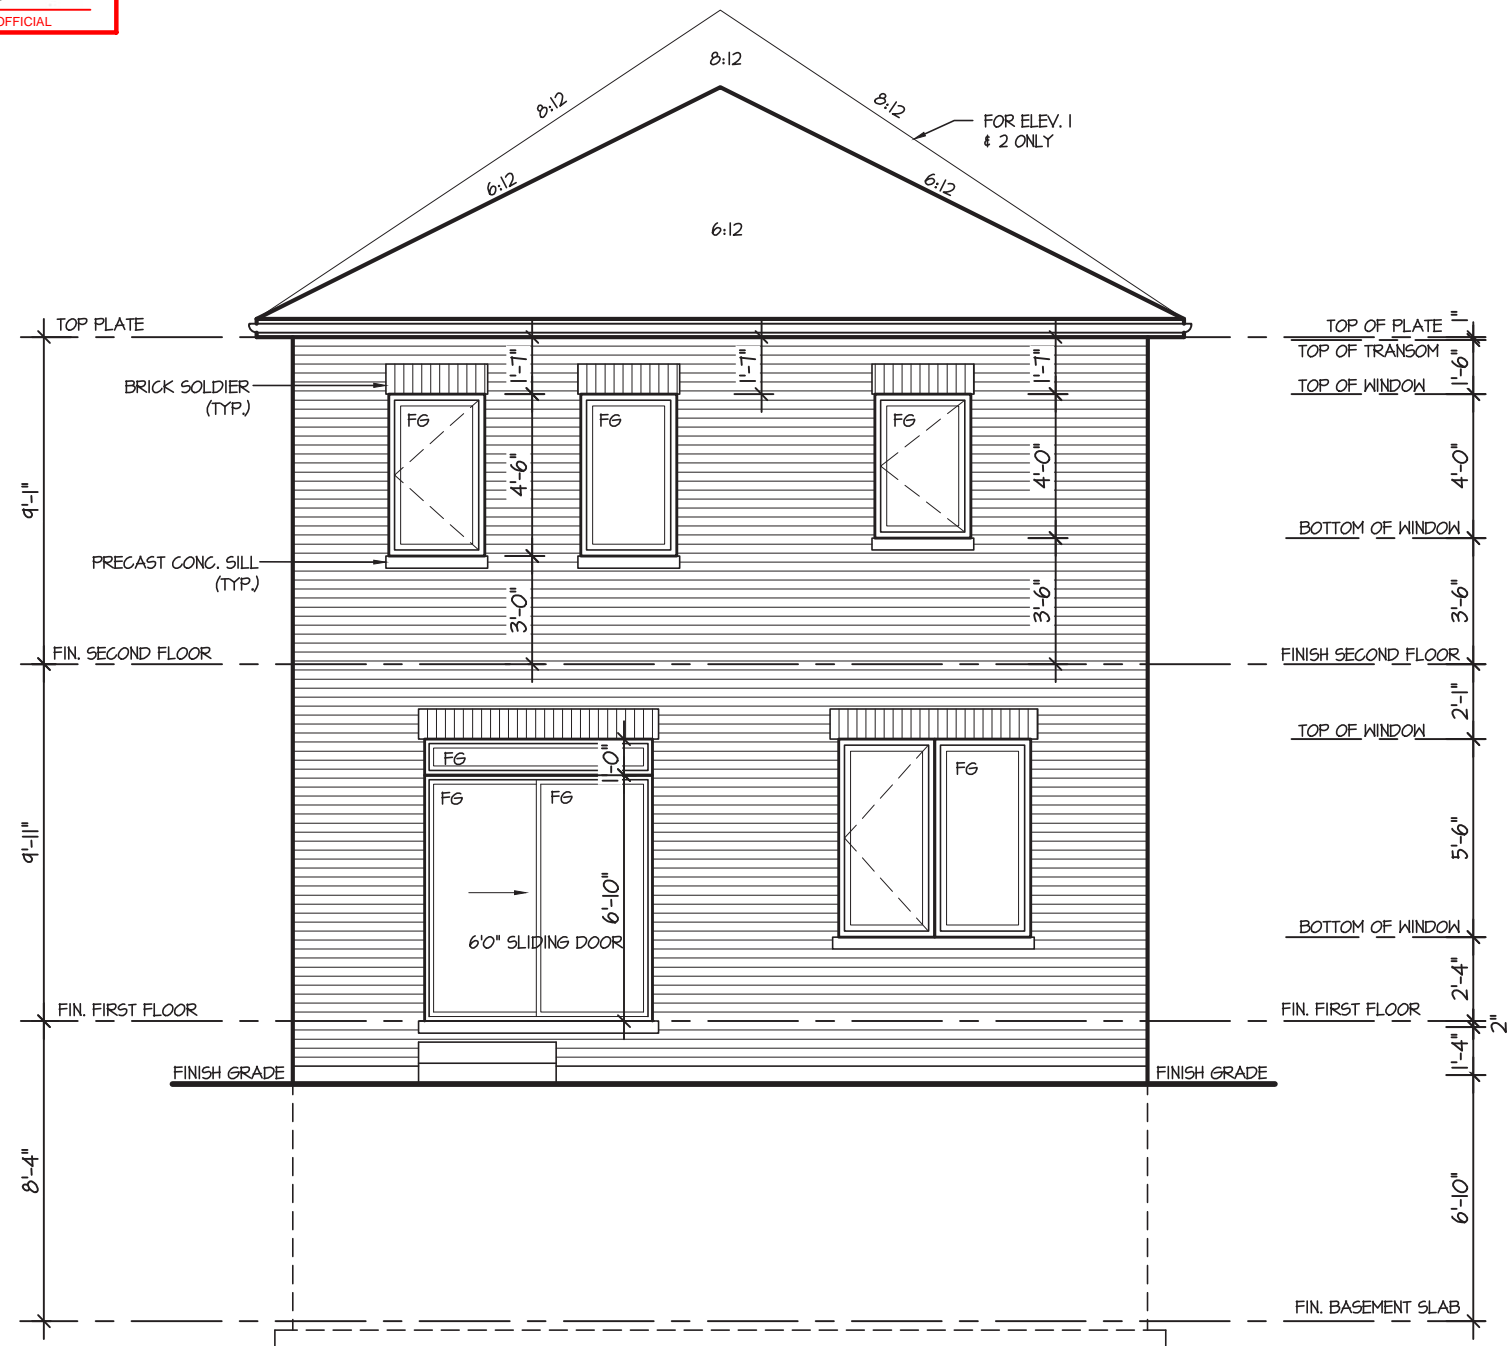 OFFICIAL
8:12
8:12
8:12
FOR ELEV. 1
& 2 ONLY
6:12
6:12
6:12
TOP PLATE
TOP OF PLATE
1"
TOP OF TRANSOM
1'-6"
TOP OF WINDOW
BRICK SOLDIER
(TYP.)
1'-7"
1'-7"
1'-7"
FG
FG
FG
9'-1"
4'-6"
4'-0"
4'-0"
BOTTOM OF WINDOW
PRECAST CONC. SILL
(TYP.)
3'-0"
3'-6"
3'-6"
FIN. SECOND FLOOR
FINISH SECOND FLOOR
2'-1"
TOP OF WINDOW
FG
1'-0"
FG
FG
FG
9'-11"
5'-6"
6'-10"
6'0" SLIDING DOOR
BOTTOM OF WINDOW
2'-4"
FIN. FIRST FLOOR
FIN. FIRST FLOOR
2"
1'-4"
FINISH GRADE
FINISH GRADE
8'-4"
6'-10"
FIN. BASEMENT SLAB